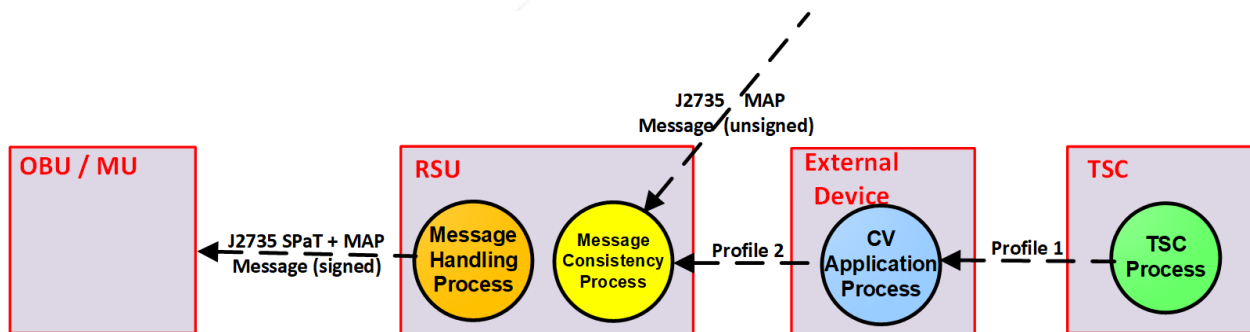 J2735 MAP
Message (unsigned)
OBU / MU
RSU
External
Device
TSC
J2735 SPaT + MAP
Message (signed)
Message
Handling
Process
Message
Consistency
Process
Profile 2
CV
Application
Process
Profile 1
TSC
Process